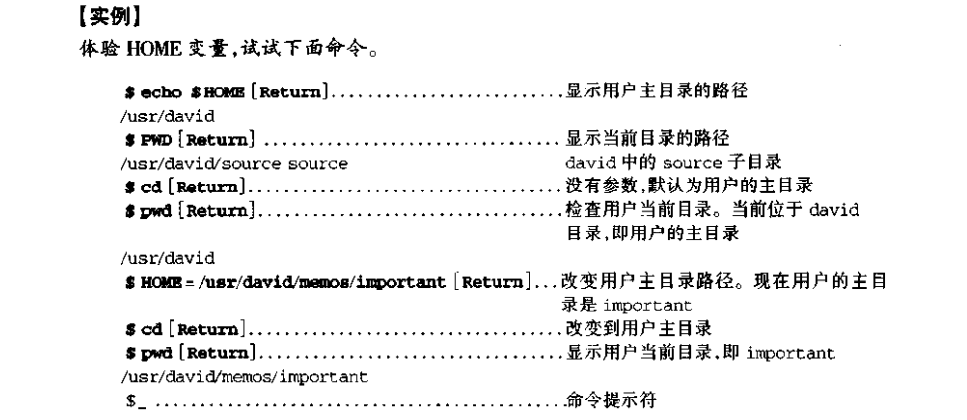 【实例】
体验 HOME 变量,试试下面命令。
$ echo $HOME [Return]..........................显示用户主目录的路径
/usr/david
$ PWD [Return] .................................显示当前目录的路径
/usr/david/source source david 中的 source 子目录
$ cd [Return]...................................没有参数,默认为用户的主目录
$ pwd [Return]..................................检查用户当前目录。当前位于 david
目录,即用户的主目录
/usr/david
$ HOME=/usr/david/memos/important [Return]...改变用户主目录路径。现在用户的主目
录是 important
$ cd [Return]...................................改变到用户主目录
$ pwd [Return]..................................显示用户当前目录,即 important
/usr/david/memos/important
$_ ..............................................命令提示符